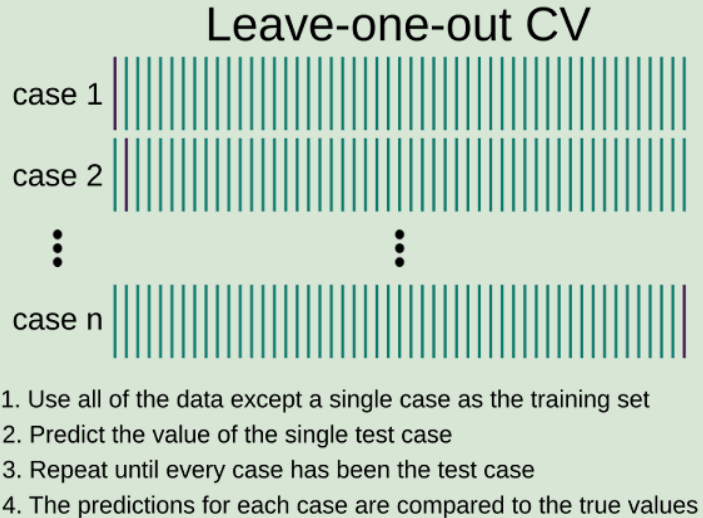 Leave-one-out CV
case 1
case 2
case n
1. Use all of the data except a single case as the training set
2. Predict the value of the single test case
3. Repeat until every case has been the test case
4. The predictions for each case are compared to the true values